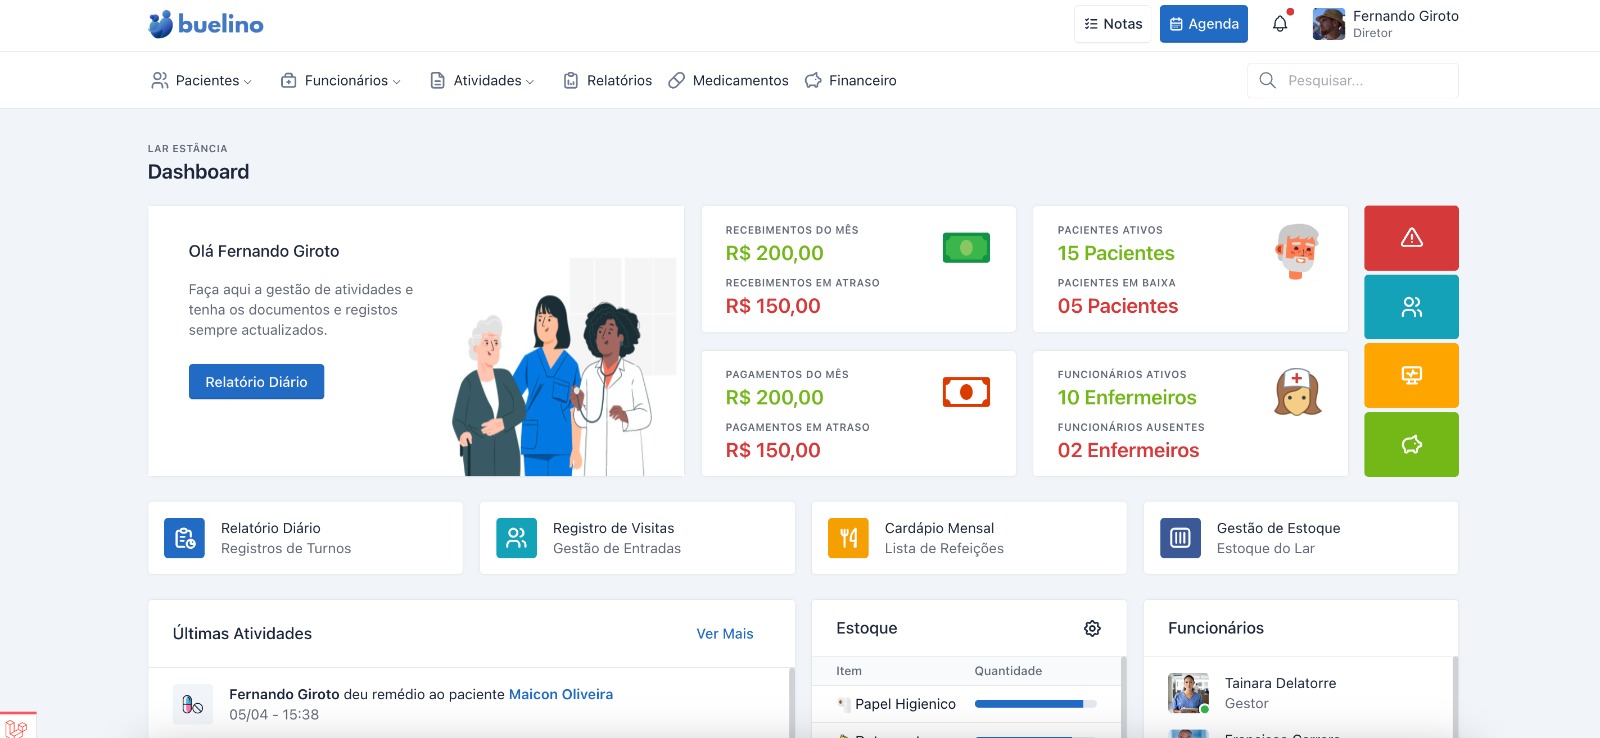 buelino
Notas
Agenda
Fernando Giroto
Diretor
Pacientes
Funcionários
Atividades
Relatórios
Medicamentos
Financeiro
Pesquisar...
LAR ESTÂNCIA
Dashboard
Olá Fernando Giroto
Faça aqui a gestão de atividades e
tenha os documentos e registos
sempre actualizados.
Relatório Diário
RECEBIMENTOS DO MÊS
R$ 200,00
RECEBIMENTOS EM ATRASO
R$ 150,00
PACIENTES ATIVOS
15 Pacientes
PACIENTES EM BAIXA
05 Pacientes
PAGAMENTOS DO MÊS
R$ 200,00
PAGAMENTOS EM ATRASO
R$ 150,00
FUNCIONÁRIOS ATIVOS
10 Enfermeiros
FUNCIONÁRIOS AUSENTES
02 Enfermeiros
Relatório Diário
Registros de Turnos
Registro de Visitas
Gestão de Entradas
Cardápio Mensal
Lista de Refeições
Gestão de Estoque
Estoque do Lar
Últimas Atividades
Ver Mais
Fernando Giroto deu remédio ao paciente Maicon Oliveira
05/04 - 15:38
Estoque
Item
Quantidade
Papel Higienico
Funcionários
Tainara Delatorre
Gestor